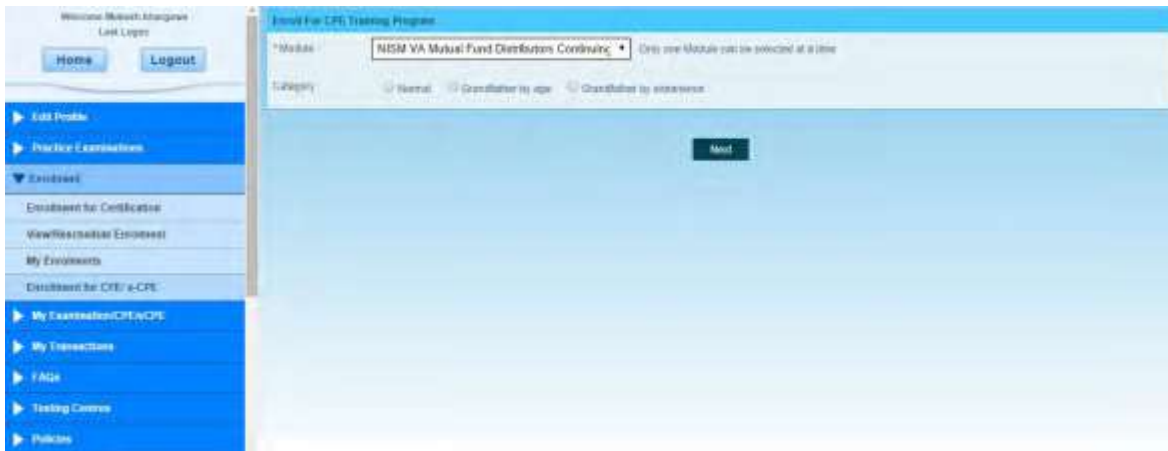 Welcome Mukesh Bhargava
Last Logon
Home Logout
Edit Profile
Practice Examinations
Enrolment
Enrolment for Certification
View/Reschedule Enrolment
My Enrolments
Enrolment for CPE/ e-CPE
My Examination/CPE/eCPE
My Transactions
FAQs
Testing Centres
Policies
Enroll For CPE Training Program
*Module NISM VA Mutual Fund Distributors Continuing Only one Module can be selected at a time
Category Normal Grandfather by age Grandfather by experience
Next